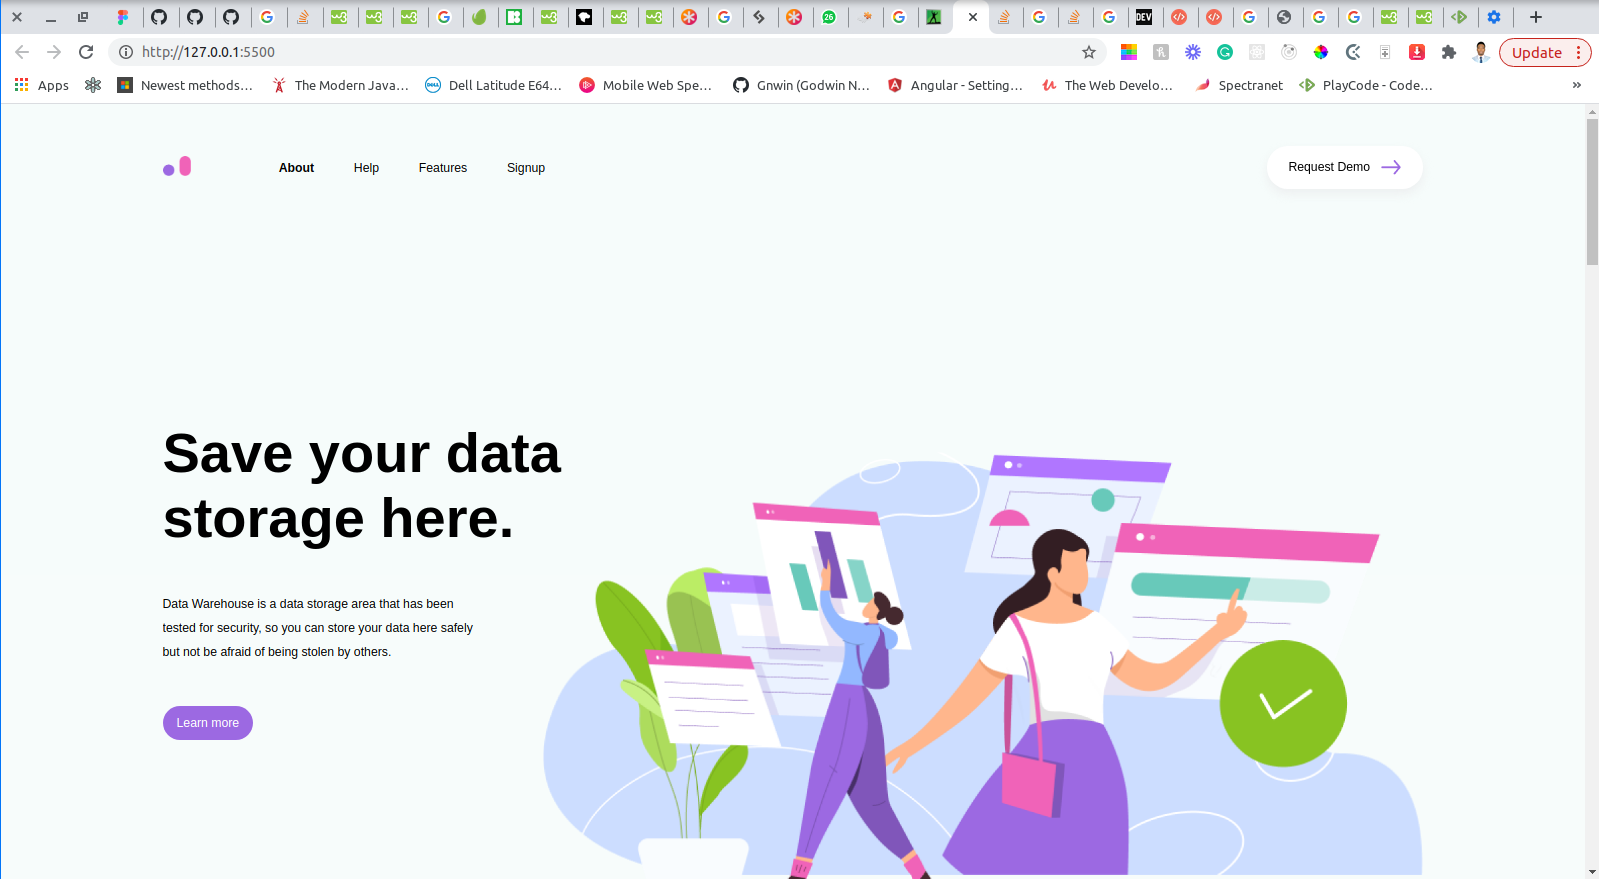 Update
http://127.0.0.1:5500
Apps
Newest methods...
The Modern Java...
Dell Latitude E64...
Mobile Web Spe...
Gnwin (Godwin N...
Angular - Setting...
The Web Develo...
Spectranet
PlayCode - Code...
»
About
Help
Features
Signup
Request Demo
Save your data
storage here.
Data Warehouse is a data storage area that has been
tested for security, so you can store your data here safely
but not be afraid of being stolen by others.
Learn more